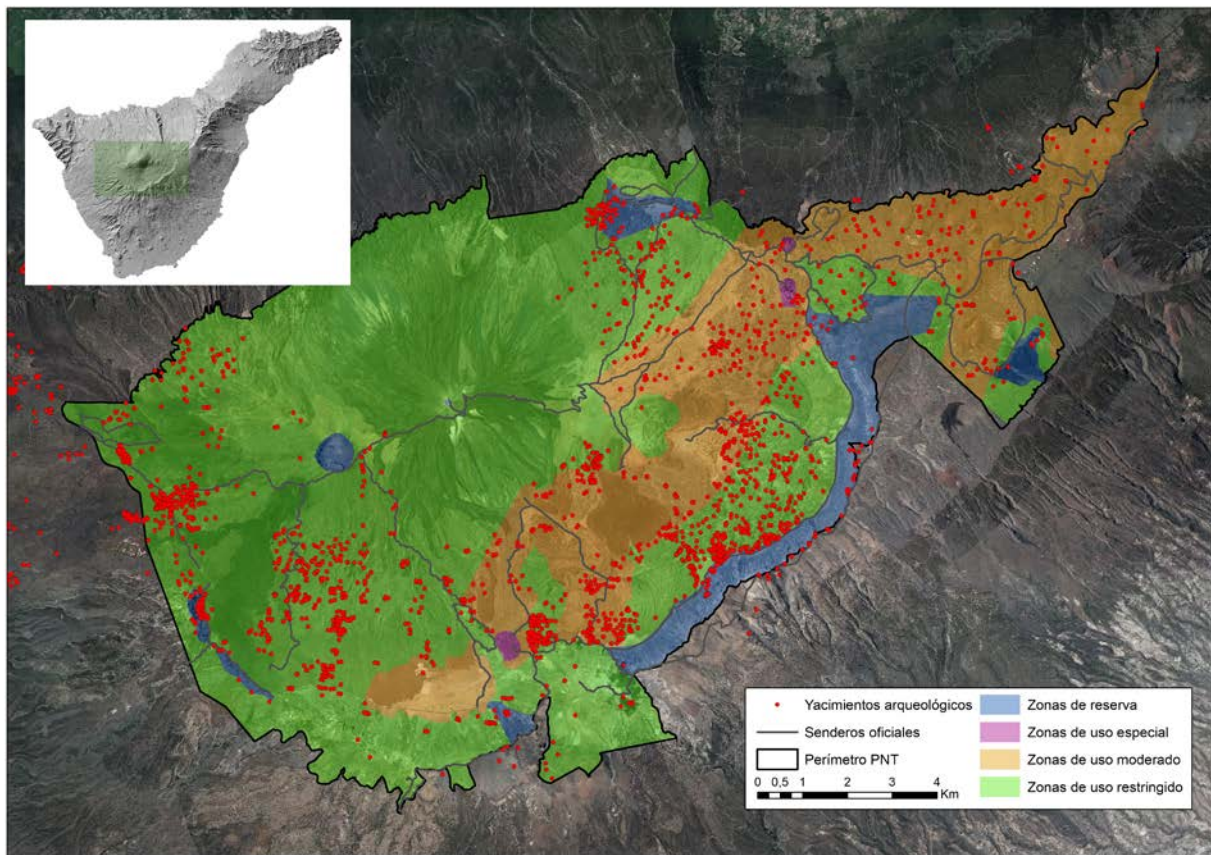 Yacimientos arqueológicos
Senderos oficiales
Perímetro PNT
0 0,5 1 2 3 4
Km
Zonas de reserva
Zonas de uso especial
Zonas de uso moderado
Zonas de uso restringido